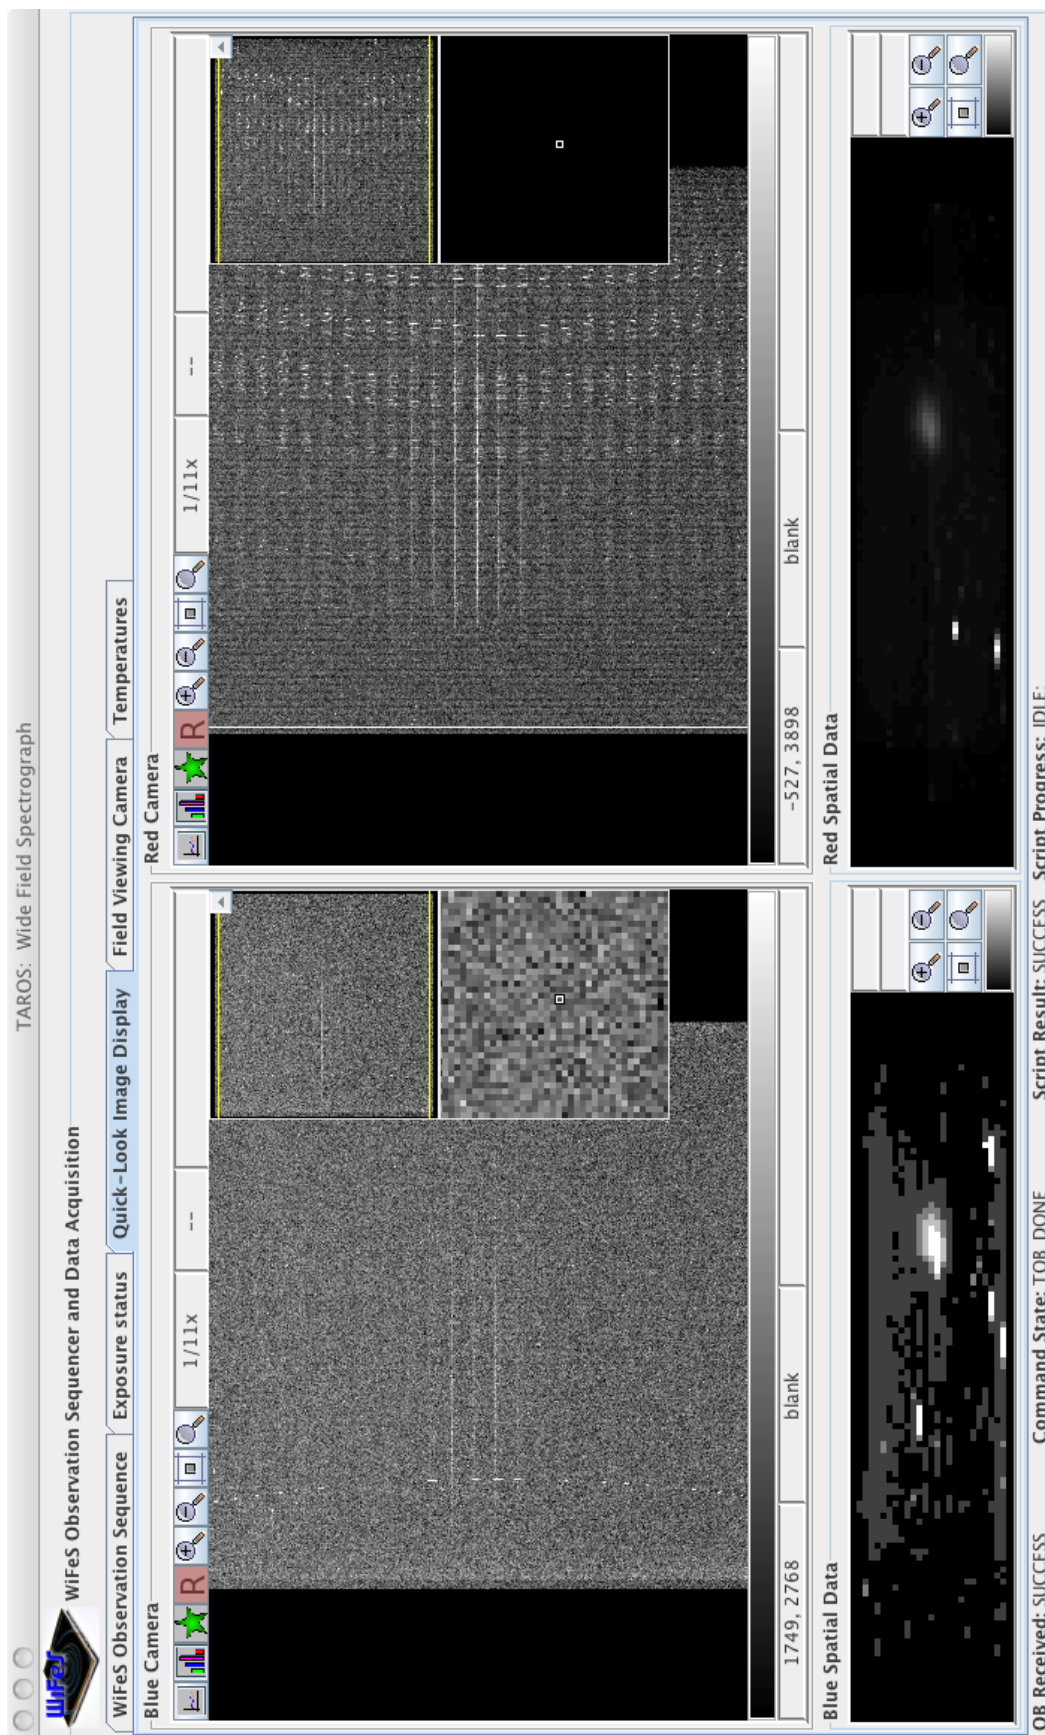 TAROS: Wide Field Spectrograph
WiFeS
WiFeS Observation Sequencer and Data Acquisition
WiFeS Observation Sequence
Exposure status
Quick-Look Image Display
Field Viewing Camera
Temperatures
Blue Camera
R
1/11x
--
1749, 2768
blank
Red Camera
R
1/11x
--
-527, 3898
blank
Blue Spatial Data
Red Spatial Data
OB Received: SUCCESS
Command State: TOB_DONE
Script Result: SUCCESS
Script Progress: IDLE: